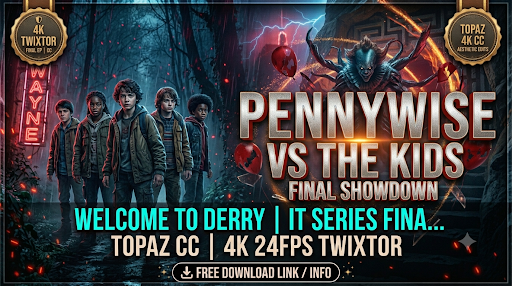 4K
TWIXTOR
FINAL EP | CC
TOPAZ
4K CC
AESTHETIC EDITS
WAYNE
PENNYWISE
VS THE KIDS
FINAL SHOWDOWN
WELCOME TO DERRY | IT SERIES FINA...
TOPAZ CC | 4K 24FPS TWIXTOR
FREE DOWNLOAD LINK / INFO